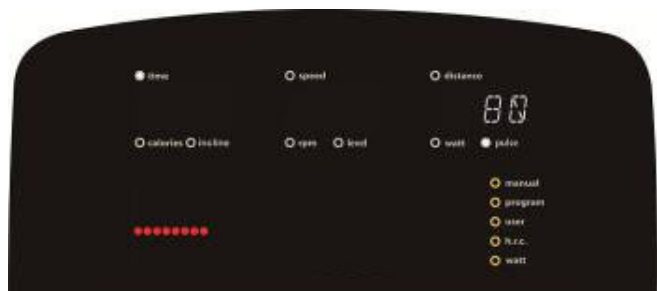 time speed distance
80
calories incline rpm level watt pulse
manual
program
user
h.r.c.
watt